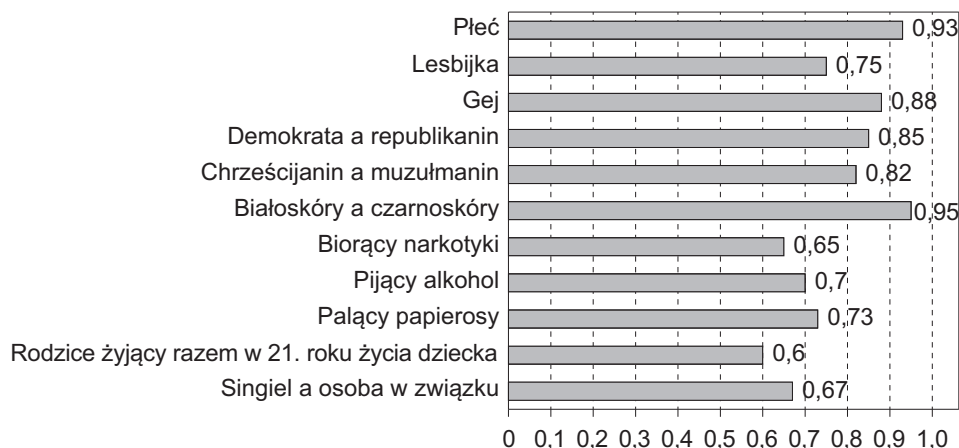 Płeć 0,93
Lesbijka 0,75
Gej 0,88
Demokrata a republikanin 0,85
Chrześcijanin a muzułmanin 0,82
Białoskóry a czarnoskóry 0,95
Biorący narkotyki 0,65
Pijący alkohol 0,7
Palący papierosy 0,73
Rodzice żyjący razem w 21. roku życia dziecka 0,6
Singiel a osoba w związku 0,67
0 0,1 0,2 0,3 0,4 0,5 0,6 0,7 0,8 0,9 1,0